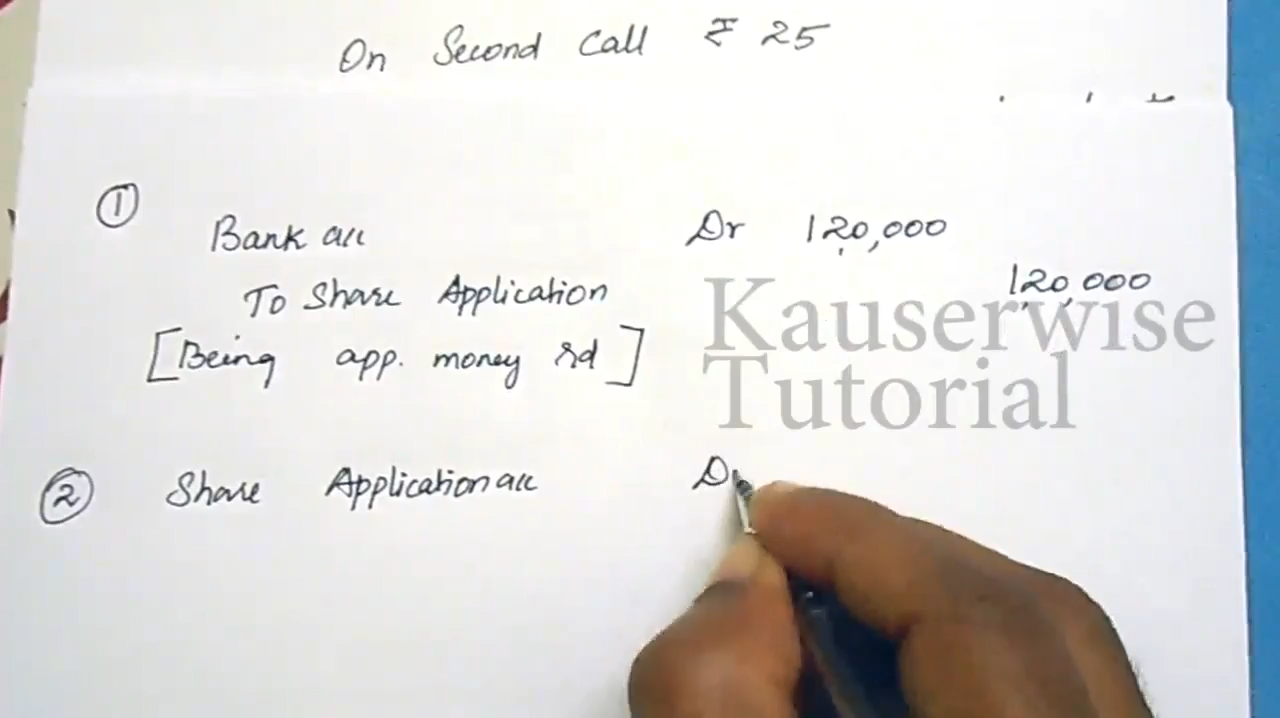 On Second Call ₹ 25
① Bank a/c Dr 120,000
To Share Application 120,000
[Being app. money rd]
Kauserwise
Tutorial
② Share Application a/c Dr